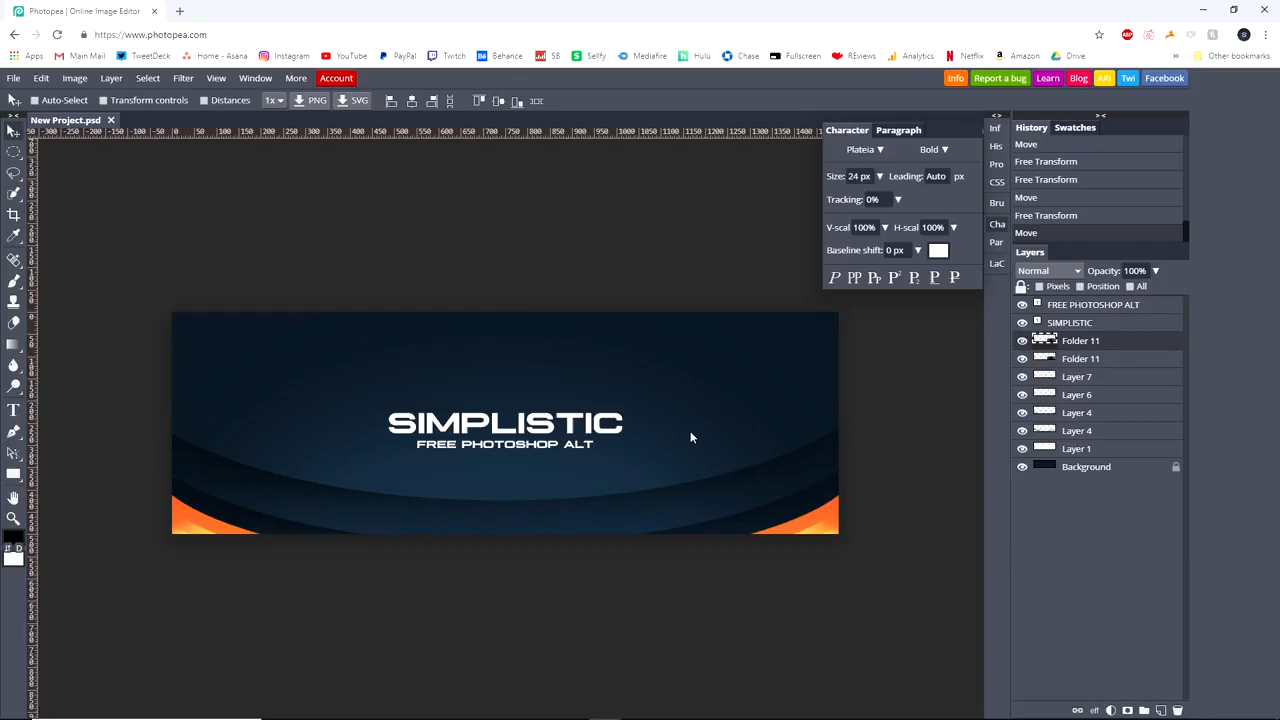 Photopea | Online Image Editor
https://www.photopea.com
Apps
Main Mail
TweetDeck
Home - Asana
Instagram
YouTube
PayPal
Twitch
Behance
SB
Sellfy
Mediafire
Hulu
Chase
Fullscreen
REviews
Analytics
Netflix
Amazon
Drive
Other bookmarks
File Edit Image Layer Select Filter View Window More Account
Info Report a bug Learn Blog API Twi Facebook
Auto-Select Transform controls Distances 1x PNG SVG
New Project.psd
Character Paragraph
Plateia Bold
Size: 24 px Leading: Auto px
Tracking: 0%
V-scal 100% H-scal 100%
Baseline shift: 0 px
Inf
His
Pro
CSS
Bru
Cha
Par
LaC
History Swatches
Move
Free Transform
Free Transform
Move
Free Transform
Move
Layers
Normal Opacity: 100%
Pixels Position All
FREE PHOTOSHOP ALT
SIMPLISTIC
Folder 11
Folder 11
Layer 7
Layer 6
Layer 4
Layer 4
Layer 1
Background
SIMPLISTIC
FREE PHOTOSHOP ALT
eff